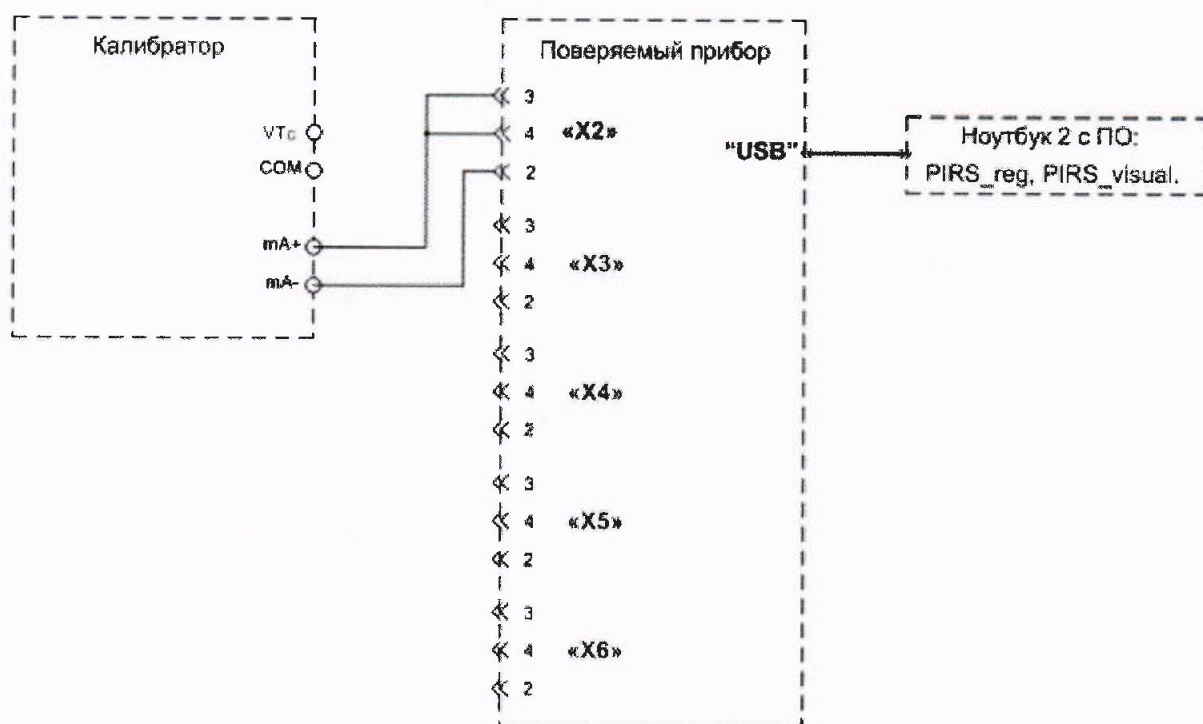 Калибратор
VTc
COM
mA+
mA-
Поверяемый прибор
3
4 «X2»
2
3
4 «X3»
2
3
4 «X4»
2
3
4 «X5»
2
3
4 «X6»
2
"USB"
Ноутбук 2 с ПО:
PIRS_reg, PIRS_visual.